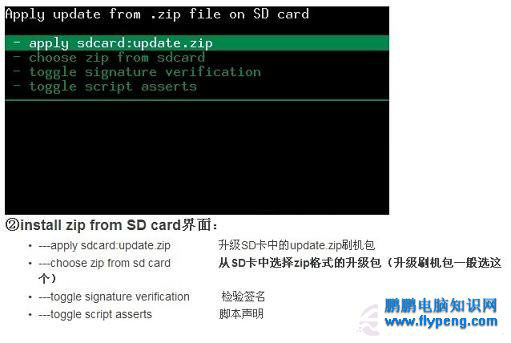 Apply update from .zip file on SD card
- apply sdcard:update.zip
- choose zip from sdcard
- toggle signature verification
- toggle script asserts
②install zip from SD card界面：
• ---apply sdcard:update.zip 升级SD卡中的update.zip刷机包
• ---choose zip from sd card 从SD卡中选择zip格式的升级包（升级刷机包一般选这
个）
• ---toggle signature verification 检验签名
• ---toggle script asserts 脚本声明
鹏鹏电脑知识网
www.flypeng.com